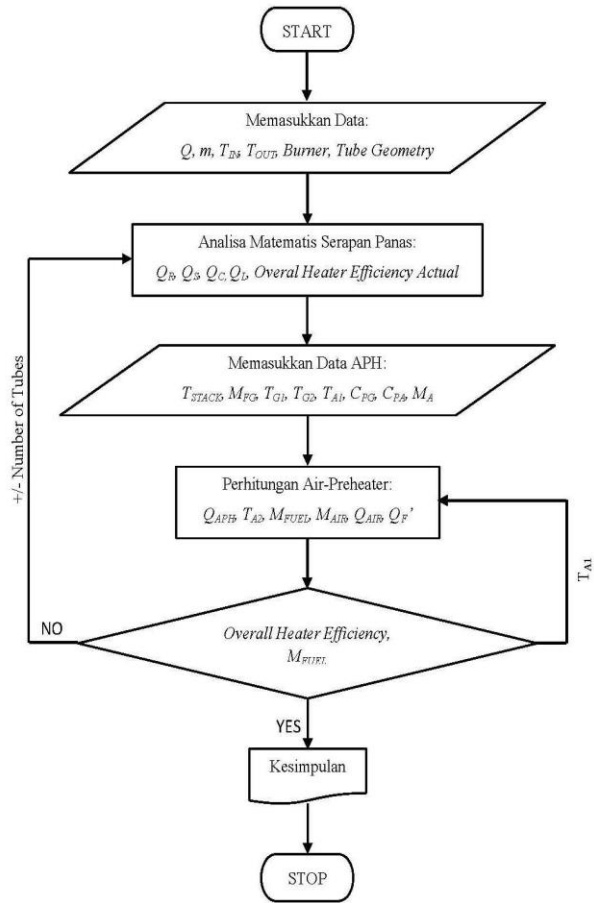 START
Memasukkan Data:
Q, m, T_IN, T_OUT, Burner, Tube Geometry
Analisa Matematis Serapan Panas:
Q_R, Q_S, Q_C, Q_L, Overal Heater Efficiency Actual
Memasukkan Data APH:
T_STACK, M_FG, T_G1, T_G2, T_A1, C_PG, C_PA, M_A
+/- Number of Tubes
Perhitungan Air-Preheater:
Q_APH, T_A2, M_FUEL, M_AIR, Q_AIR, Q_F’
T_A1
NO
Overall Heater Efficiency,
M_FUEL
YES
Kesimpulan
STOP